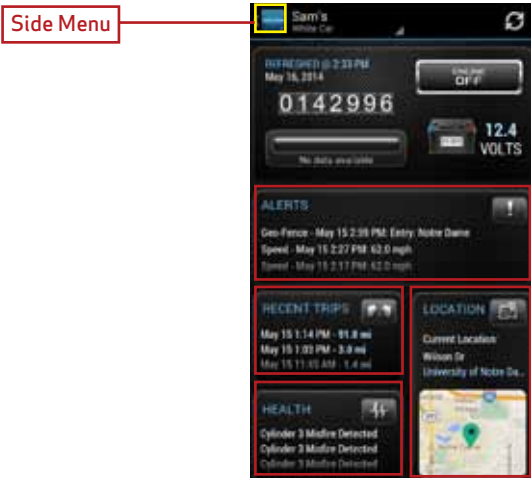 Side Menu
Sam's
White Car
REFRESHED @ 2:33 PM
May 16, 2014
ENGINE
OFF
0142996
12.4
VOLTS
No data available
ALERTS
Geo-Fence - May 15 2:39 PM: Entry: Notre Dame
Speed - May 15 2:27 PM: 62.0 mph
Speed - May 15 2:17 PM: 62.0 mph
RECENT TRIPS
May 15 1:14 PM - 91.8 mi
May 15 1:03 PM - 3.0 mi
May 15 11:45 AM - 1.4 mi
LOCATION
Current Location
Wilson Dr
University of Notre Da...
HEALTH
Cylinder 3 Misfire Detected
Cylinder 3 Misfire Detected
Cylinder 3 Misfire Detected